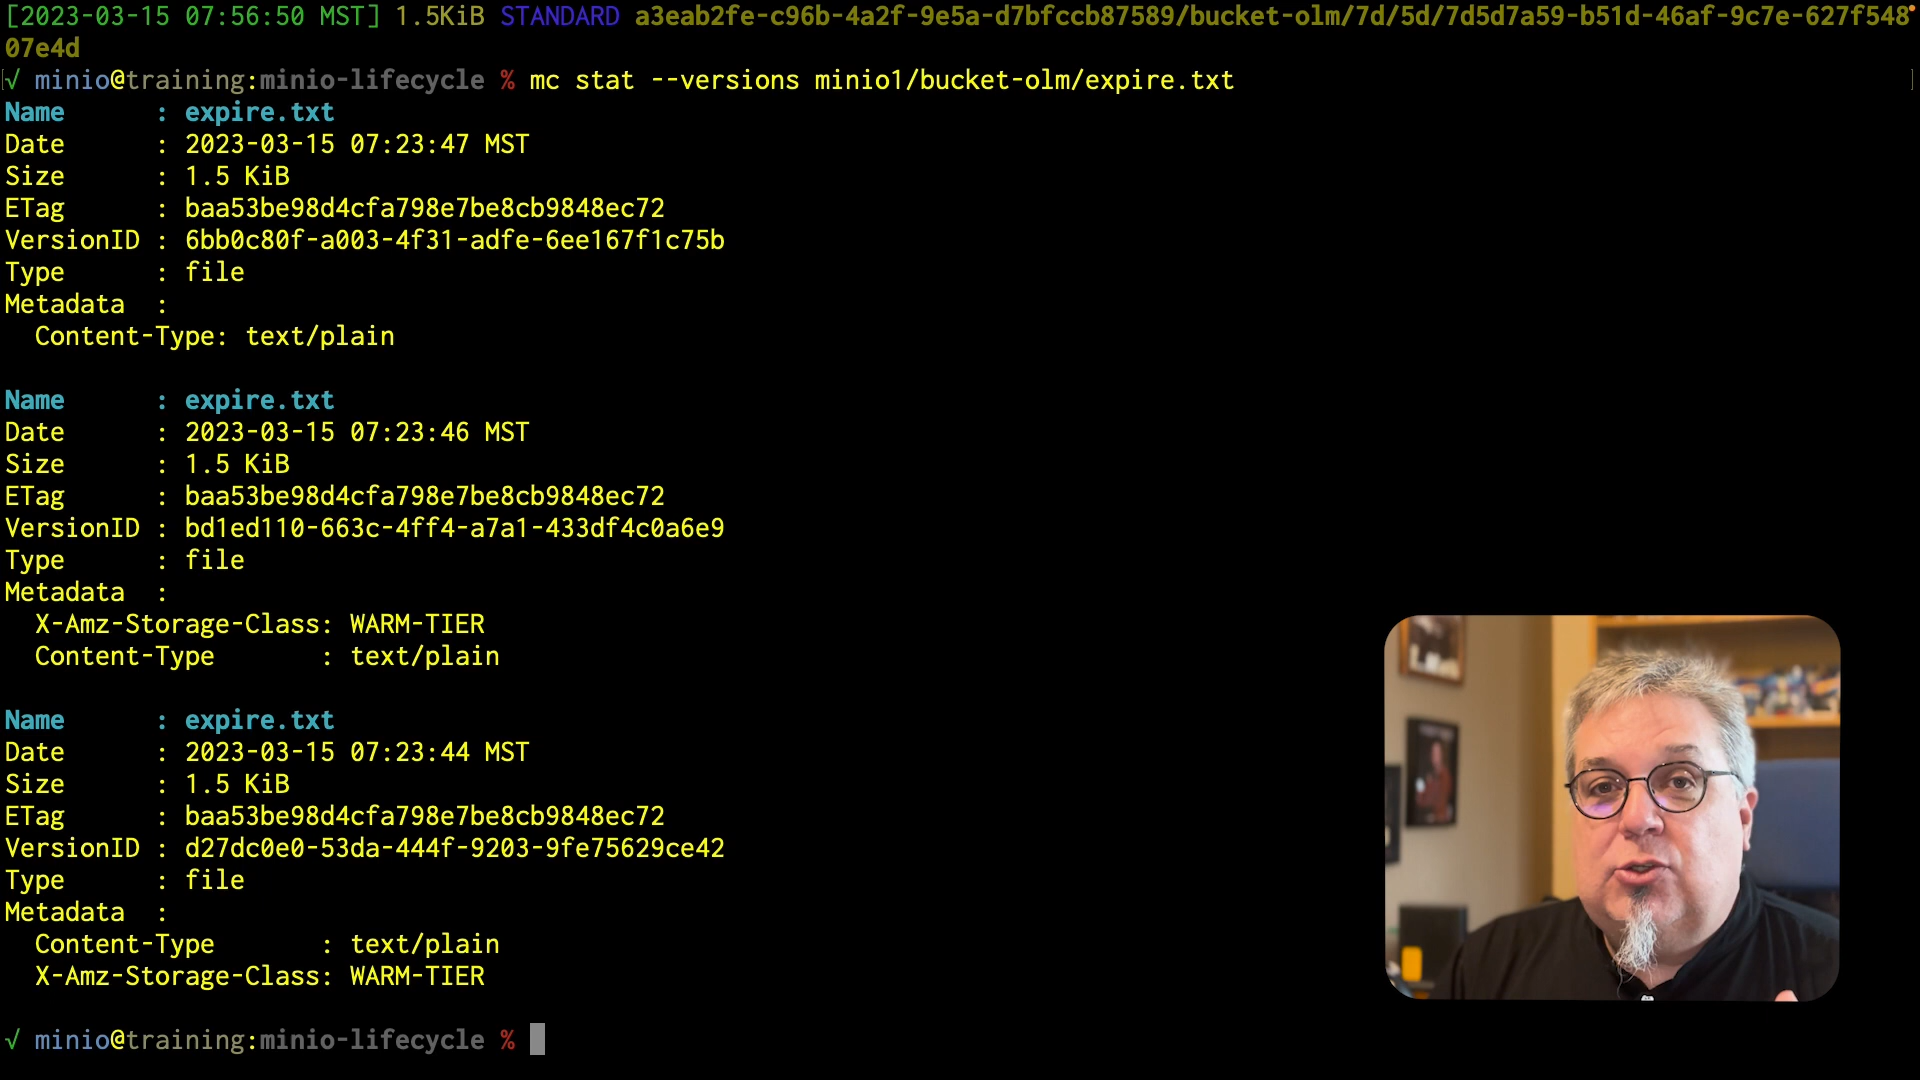 [2023-03-15 07:56:50 MST] 1.5KiB STANDARD a3eab2fe-c96b-4a2f-9e5a-d7bfccb87589/bucket-olm/7d/5d/7d5d7a59-b51d-46af-9c7e-627f548
07e4d
[√ minio@training:minio-lifecycle % mc stat --versions minio1/bucket-olm/expire.txt ]
Name      : expire.txt
Date      : 2023-03-15 07:23:47 MST
Size      : 1.5 KiB
ETag      : baa53be98d4cfa798e7be8cb9848ec72
VersionID : 6bb0c80f-a003-4f31-adfe-6ee167f1c75b
Type      : file
Metadata  :
  Content-Type: text/plain
Name      : expire.txt
Date      : 2023-03-15 07:23:46 MST
Size      : 1.5 KiB
ETag      : baa53be98d4cfa798e7be8cb9848ec72
VersionID : bd1ed110-663c-4ff4-a7a1-433df4c0a6e9
Type      : file
Metadata  :
  X-Amz-Storage-Class: WARM-TIER
  Content-Type       : text/plain
Name      : expire.txt
Date      : 2023-03-15 07:23:44 MST
Size      : 1.5 KiB
ETag      : baa53be98d4cfa798e7be8cb9848ec72
VersionID : d27dc0e0-53da-444f-9203-9fe75629ce42
Type      : file
Metadata  :
  Content-Type       : text/plain
  X-Amz-Storage-Class: WARM-TIER
√ minio@training:minio-lifecycle %